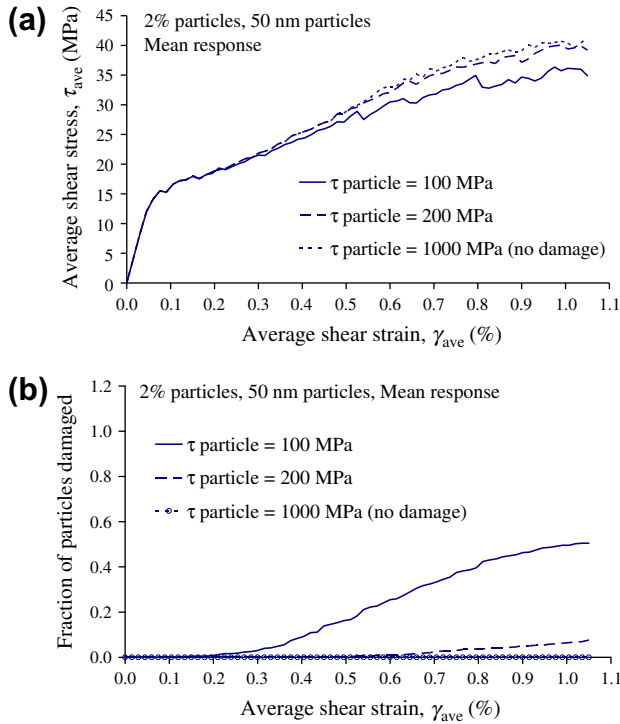 (a)
2% particles, 50 nm particles
Mean response
Average shear stress, τave (MPa)
45
40
35
30
25
20
15
10
5
0
τ particle = 100 MPa
τ particle = 200 MPa
τ particle = 1000 MPa (no damage)
0.0 0.1 0.2 0.3 0.4 0.5 0.6 0.7 0.8 0.9 1.0 1.1
Average shear strain, γave (%)
(b)
2% particles, 50 nm particles, Mean response
Fraction of particles damaged
1.2
1.0
0.8
0.6
0.4
0.2
0.0
τ particle = 100 MPa
τ particle = 200 MPa
τ particle = 1000 MPa (no damage)
0.0 0.1 0.2 0.3 0.4 0.5 0.6 0.7 0.8 0.9 1.0 1.1
Average shear strain, γave (%)